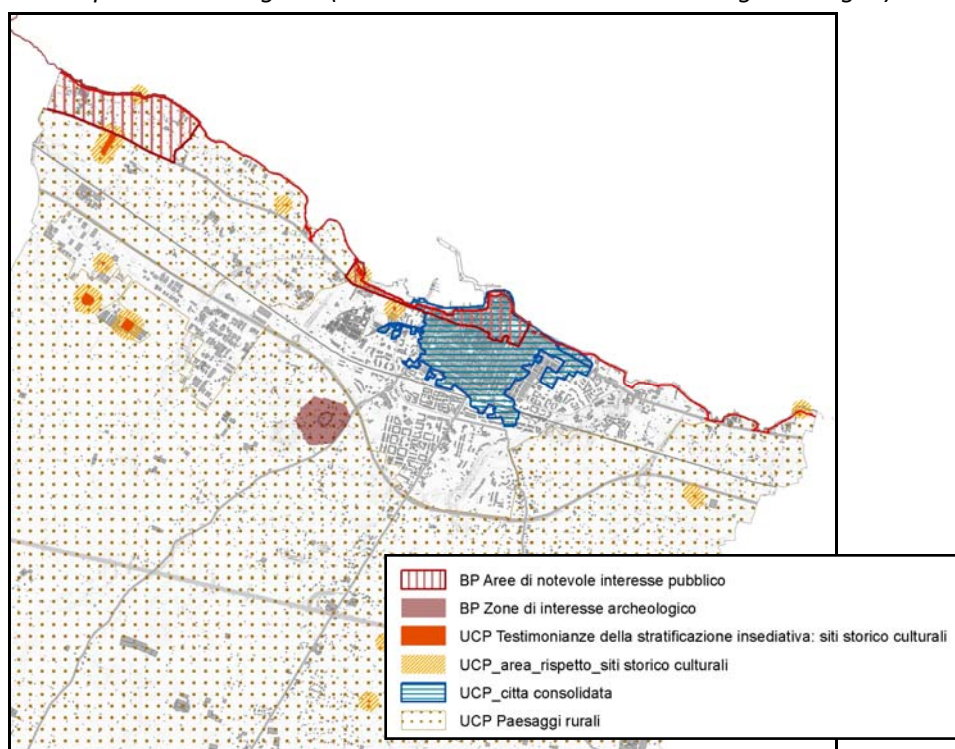 BP Aree di notevole interesse pubblico
BP Zone di interesse archeologico
UCP Testimonianze della stratificazione insediativa: siti storico culturali
UCP_area_rispetto_siti storico culturali
UCP_citta consolidata
UCP Paesaggi rurali